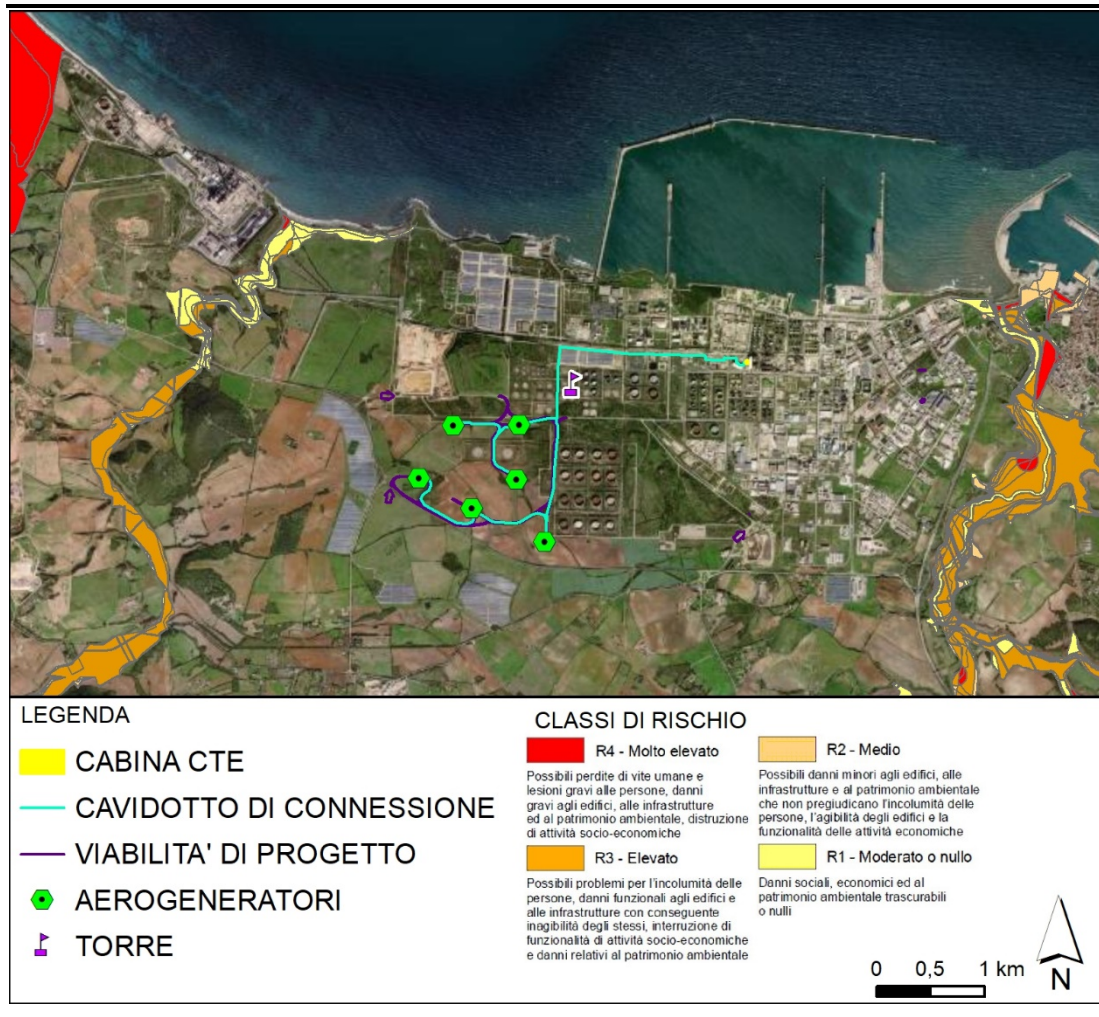 LEGENDA
CABINA CTE
CAVIDOTTO DI CONNESSIONE
VIABILITA' DI PROGETTO
AEROGENERATORI
TORRE
CLASSI DI RISCHIO
R4 - Molto elevato
Possibili perdite di vite umane e
lesioni gravi alle persone, danni
gravi agli edifici, alle infrastrutture
ed al patrimonio ambientale, distruzione
di attività socio-economiche
R3 - Elevato
Possibili problemi per l'incolumità delle
persone, danni funzionali agli edifici e
alle infrastrutture con conseguente
inagibilità degli stessi, interruzione di
funzionalità di attività socio-economiche
e danni relativi al patrimonio ambientale
R2 - Medio
Possibili danni minori agli edifici, alle
infrastrutture e al patrimonio ambientale
che non pregiudicano l'incolumità delle
persone, l'agibilità degli edifici e la
funzionalità delle attività economiche
R1 - Moderato o nullo
Danni sociali, economici ed al
patrimonio ambientale trascurabili
o nulli
0 0,5 1 km
N